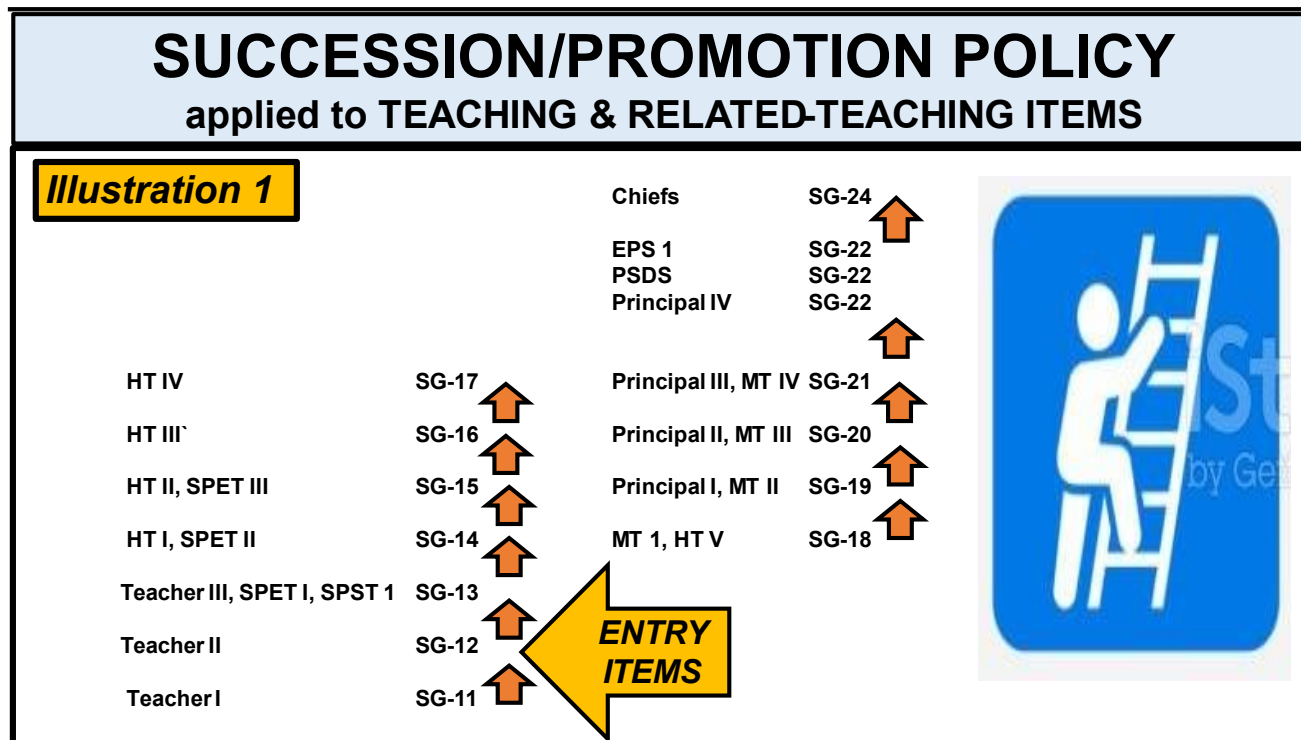 SUCCESSION/PROMOTION POLICY
applied to TEACHING & RELATED-TEACHING ITEMS
Illustration 1
Chiefs SG-24
EPS 1 SG-22
PSDS SG-22
Principal IV SG-22
HT IV SG-17
HT III` SG-16
HT II, SPET III SG-15
HT I, SPET II SG-14
Teacher III, SPET I, SPST 1 SG-13
Teacher II SG-12
Teacher I SG-11
Principal III, MT IV SG-21
Principal II, MT III SG-20
Principal I, MT II SG-19
MT 1, HT V SG-18
ENTRY
ITEMS
iSt
by Get